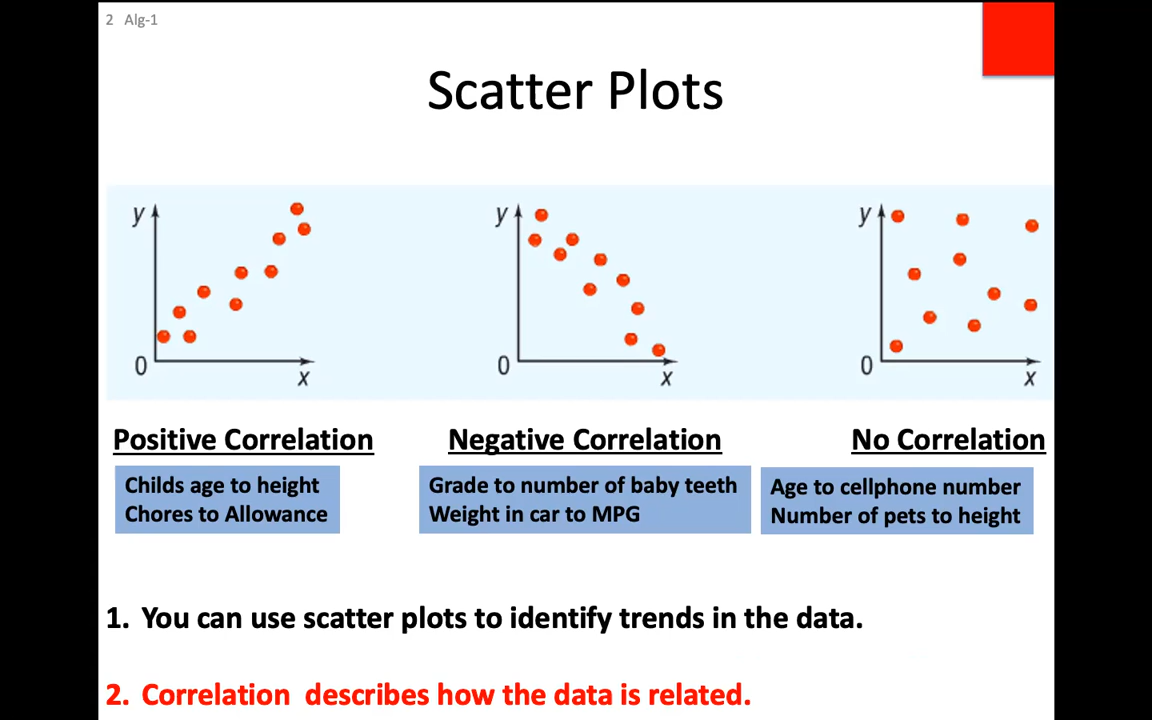 2 Alg-1
Scatter Plots
y
0
x
y
0
x
y
0
x
Positive Correlation
Childs age to height
Chores to Allowance
Negative Correlation
Grade to number of baby teeth
Weight in car to MPG
No Correlation
Age to cellphone number
Number of pets to height
1. You can use scatter plots to identify trends in the data.
2. Correlation describes how the data is related.